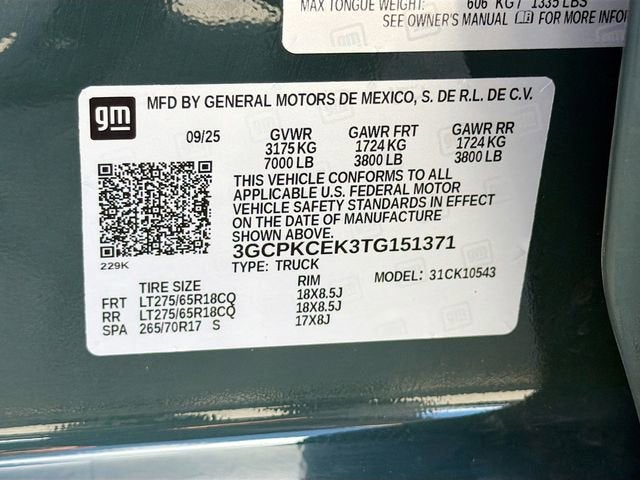 MAX TONGUE WEIGHT: 606 KG / 1335 LBS
SEE OWNER'S MANUAL FOR MORE INFO
gm
MFD BY GENERAL MOTORS DE MEXICO, S. DE R.L. DE C.V.
09/25 GVWR GAWR FRT GAWR RR
3175 KG 1724 KG 1724 KG
7000 LB 3800 LB 3800 LB
THIS VEHICLE CONFORMS TO ALL
APPLICABLE U.S. FEDERAL MOTOR
VEHICLE SAFETY STANDARDS IN EFFECT
ON THE DATE OF MANUFACTURE
SHOWN ABOVE.
3GCPKCEK3TG151371
229K TYPE: TRUCK MODEL: 31CK10543
TIRE SIZE RIM
FRT LT275/65R18CQ 18X8.5J
RR LT275/65R18CQ 18X8.5J
SPA 265/70R17 S 17X8J